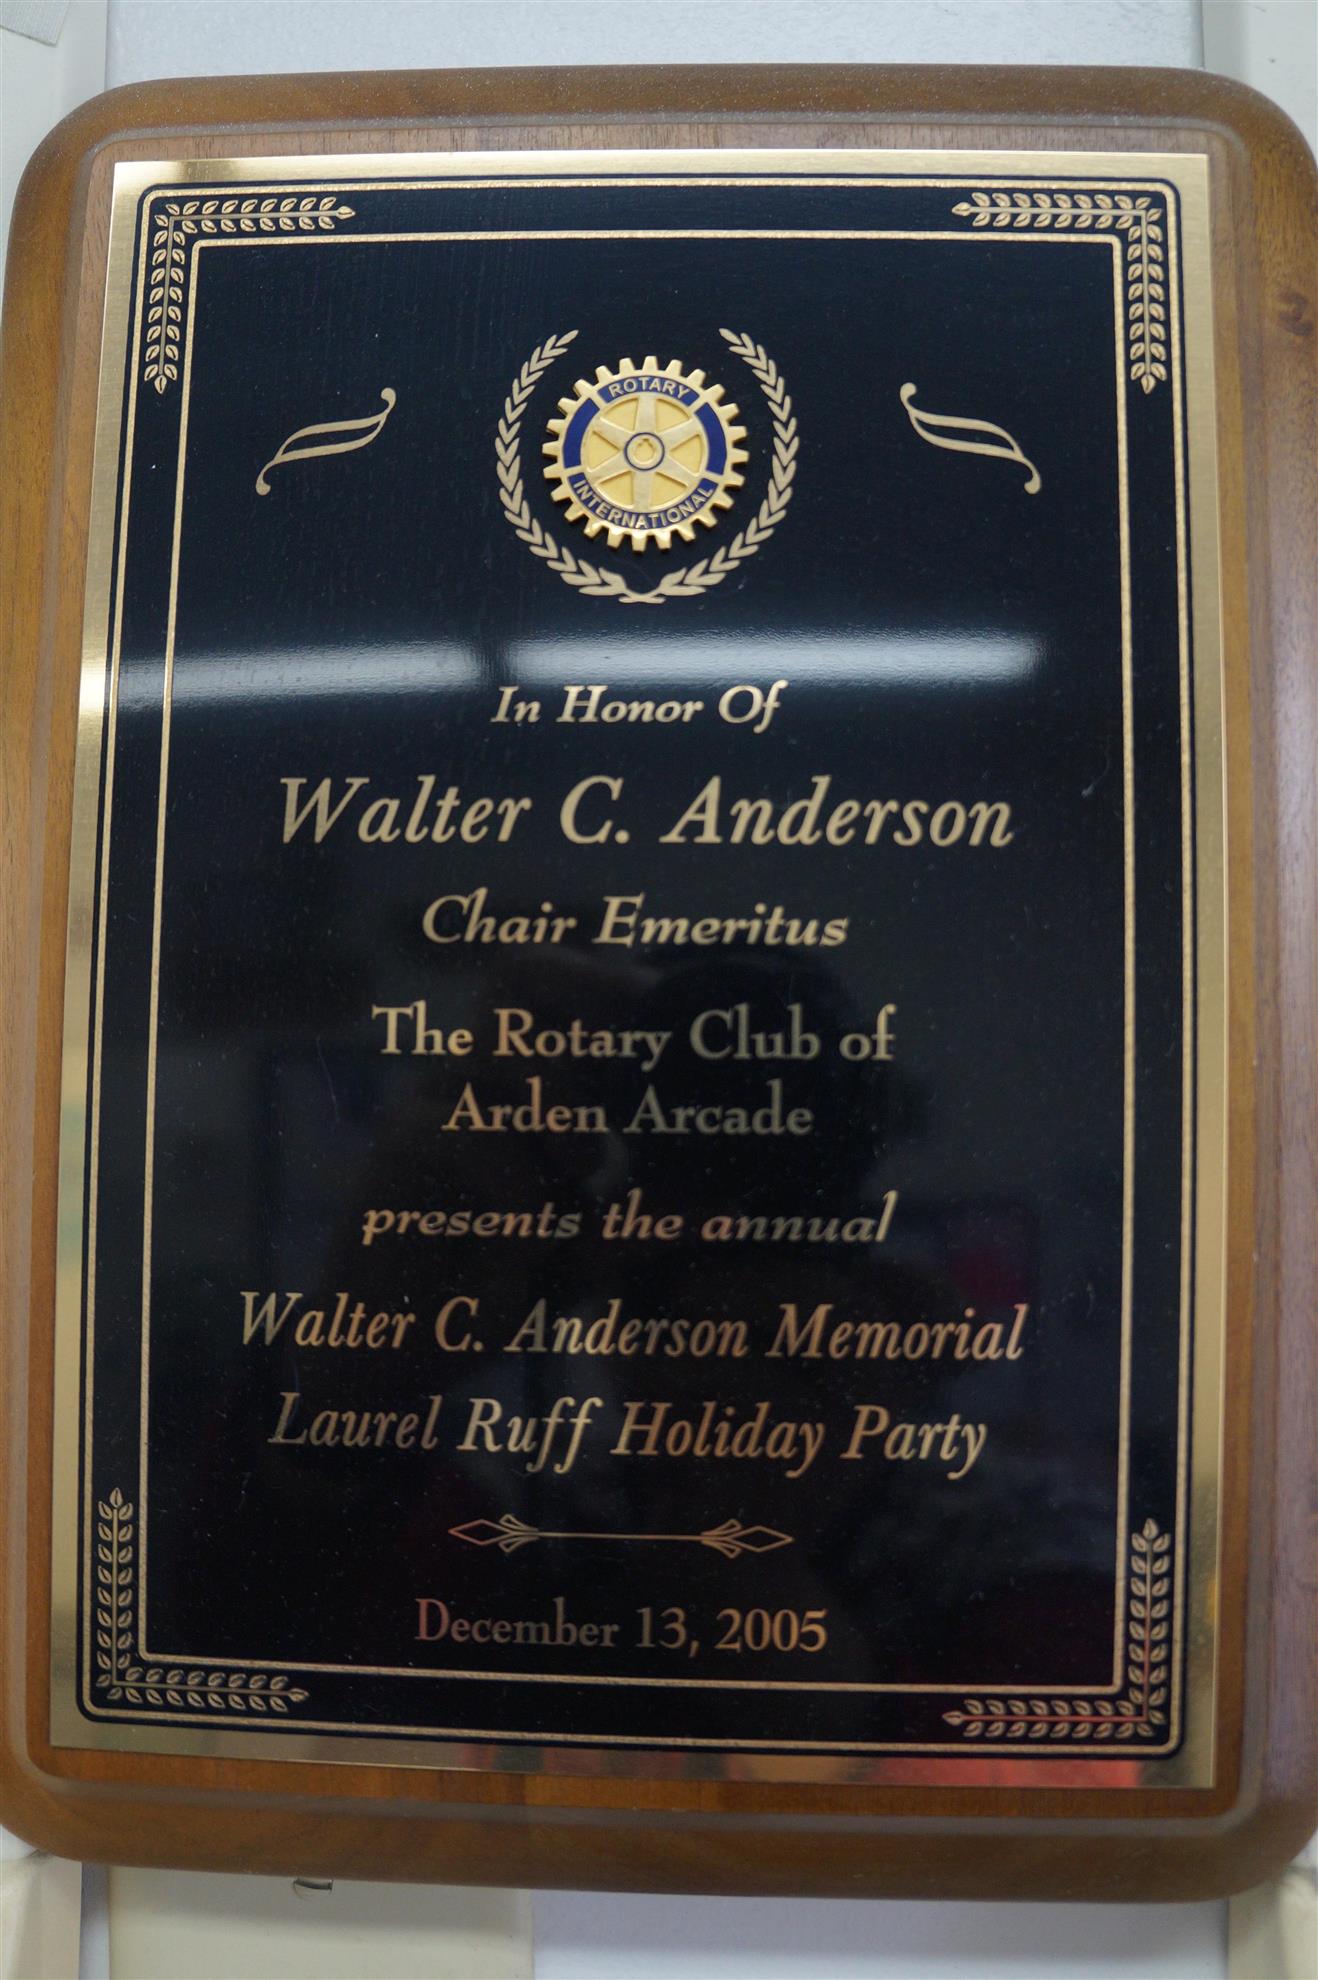 ROTARY
INTERNATIONAL
In Honor Of
Walter C. Anderson
Chair Emeritus
The Rotary Club of
Arden Arcade
presents the annual
Walter C. Anderson Memorial
Laurel Ruff Holiday Party
December 13, 2005